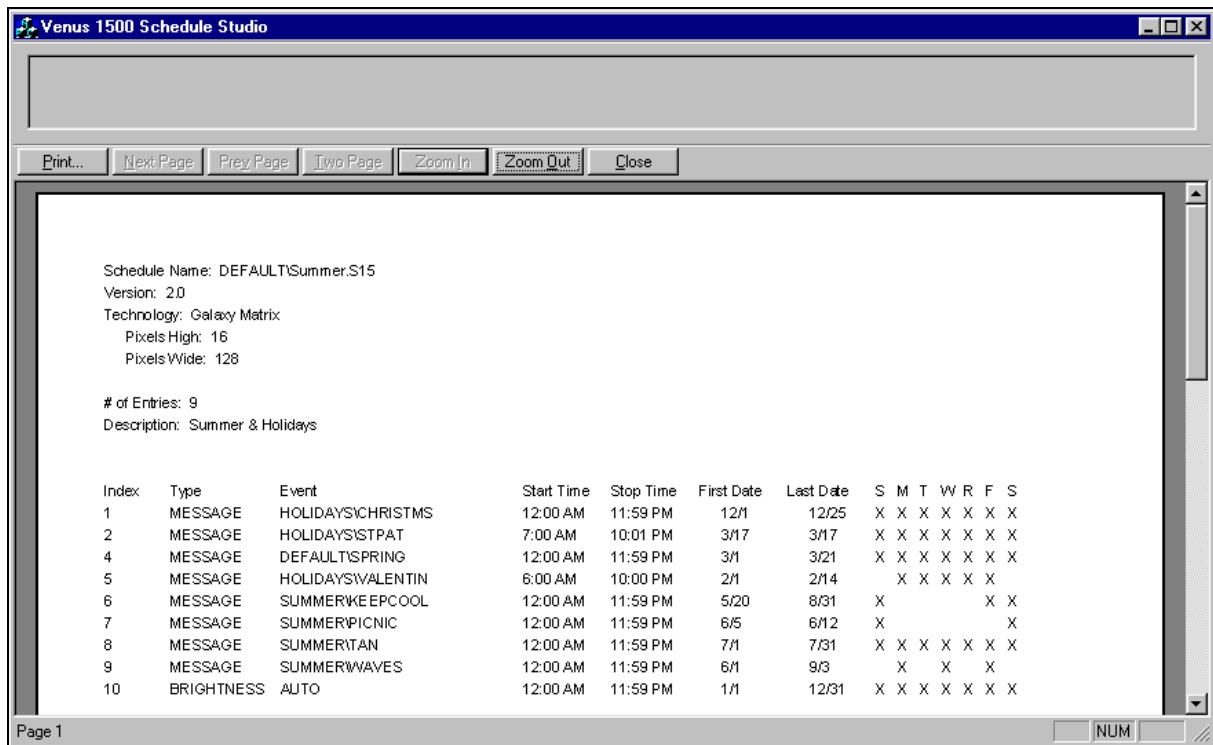 Venus 1500 Schedule Studio
Print... Next Page Prev Page Two Page Zoom In Zoom Out Close
Schedule Name: DEFAULT\Summer.S15
Version: 2.0
Technology: Galaxy Matrix
Pixels High: 16
Pixels Wide: 128
# of Entries: 9
Description: Summer & Holidays
Index Type Event Start Time Stop Time First Date Last Date S M T W R F S
1 MESSAGE HOLIDAYS\CHRISTMS 12:00 AM 11:59 PM 12/1 12/25 X X X X X X X
2 MESSAGE HOLIDAYS\STPAT 7:00 AM 10:01 PM 3/17 3/17 X X X X X X X
4 MESSAGE DEFAULT\SPRING 12:00 AM 11:59 PM 3/1 3/21 X X X X X X X
5 MESSAGE HOLIDAYS\VALENTIN 6:00 AM 10:00 PM 2/1 2/14 X X X X X
6 MESSAGE SUMMER\KEEPCOOL 12:00 AM 11:59 PM 5/20 8/31 X X X
7 MESSAGE SUMMER\PICNIC 12:00 AM 11:59 PM 6/5 6/12 X X
8 MESSAGE SUMMER\TAN 12:00 AM 11:59 PM 7/1 7/31 X X X X X X X
9 MESSAGE SUMMER\WAVES 12:00 AM 11:59 PM 6/1 9/3 X X X
10 BRIGHTNESS AUTO 12:00 AM 11:59 PM 1/1 12/31 X X X X X X X
Page 1 NUM